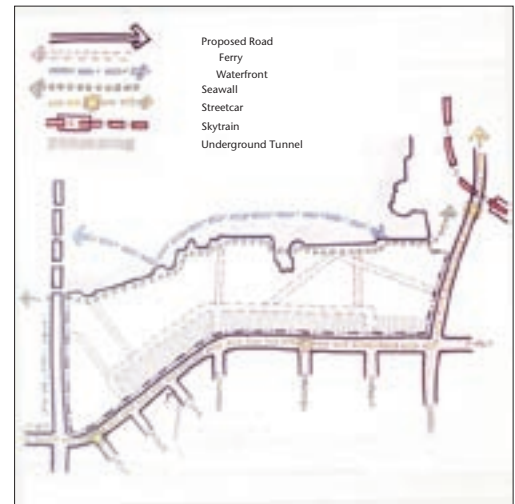 Proposed Road
Ferry
Waterfront
Seawall
Streetcar
Skytrain
Underground Tunnel